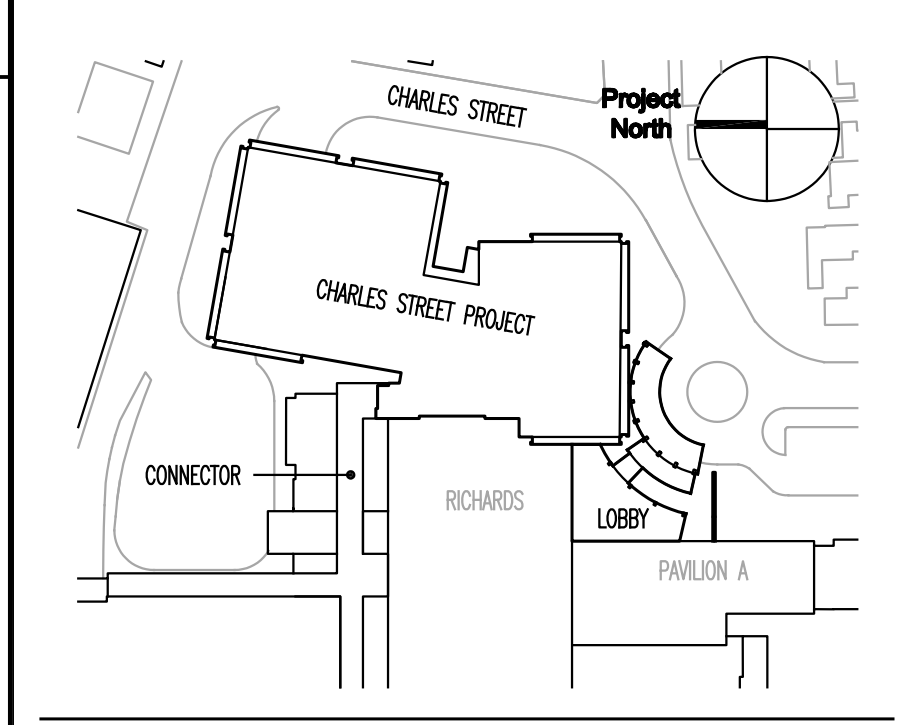 CHARLES STREET
Project
North
CHARLES STREET PROJECT
CONNECTOR
RICHARDS
LOBBY
PAVILION A